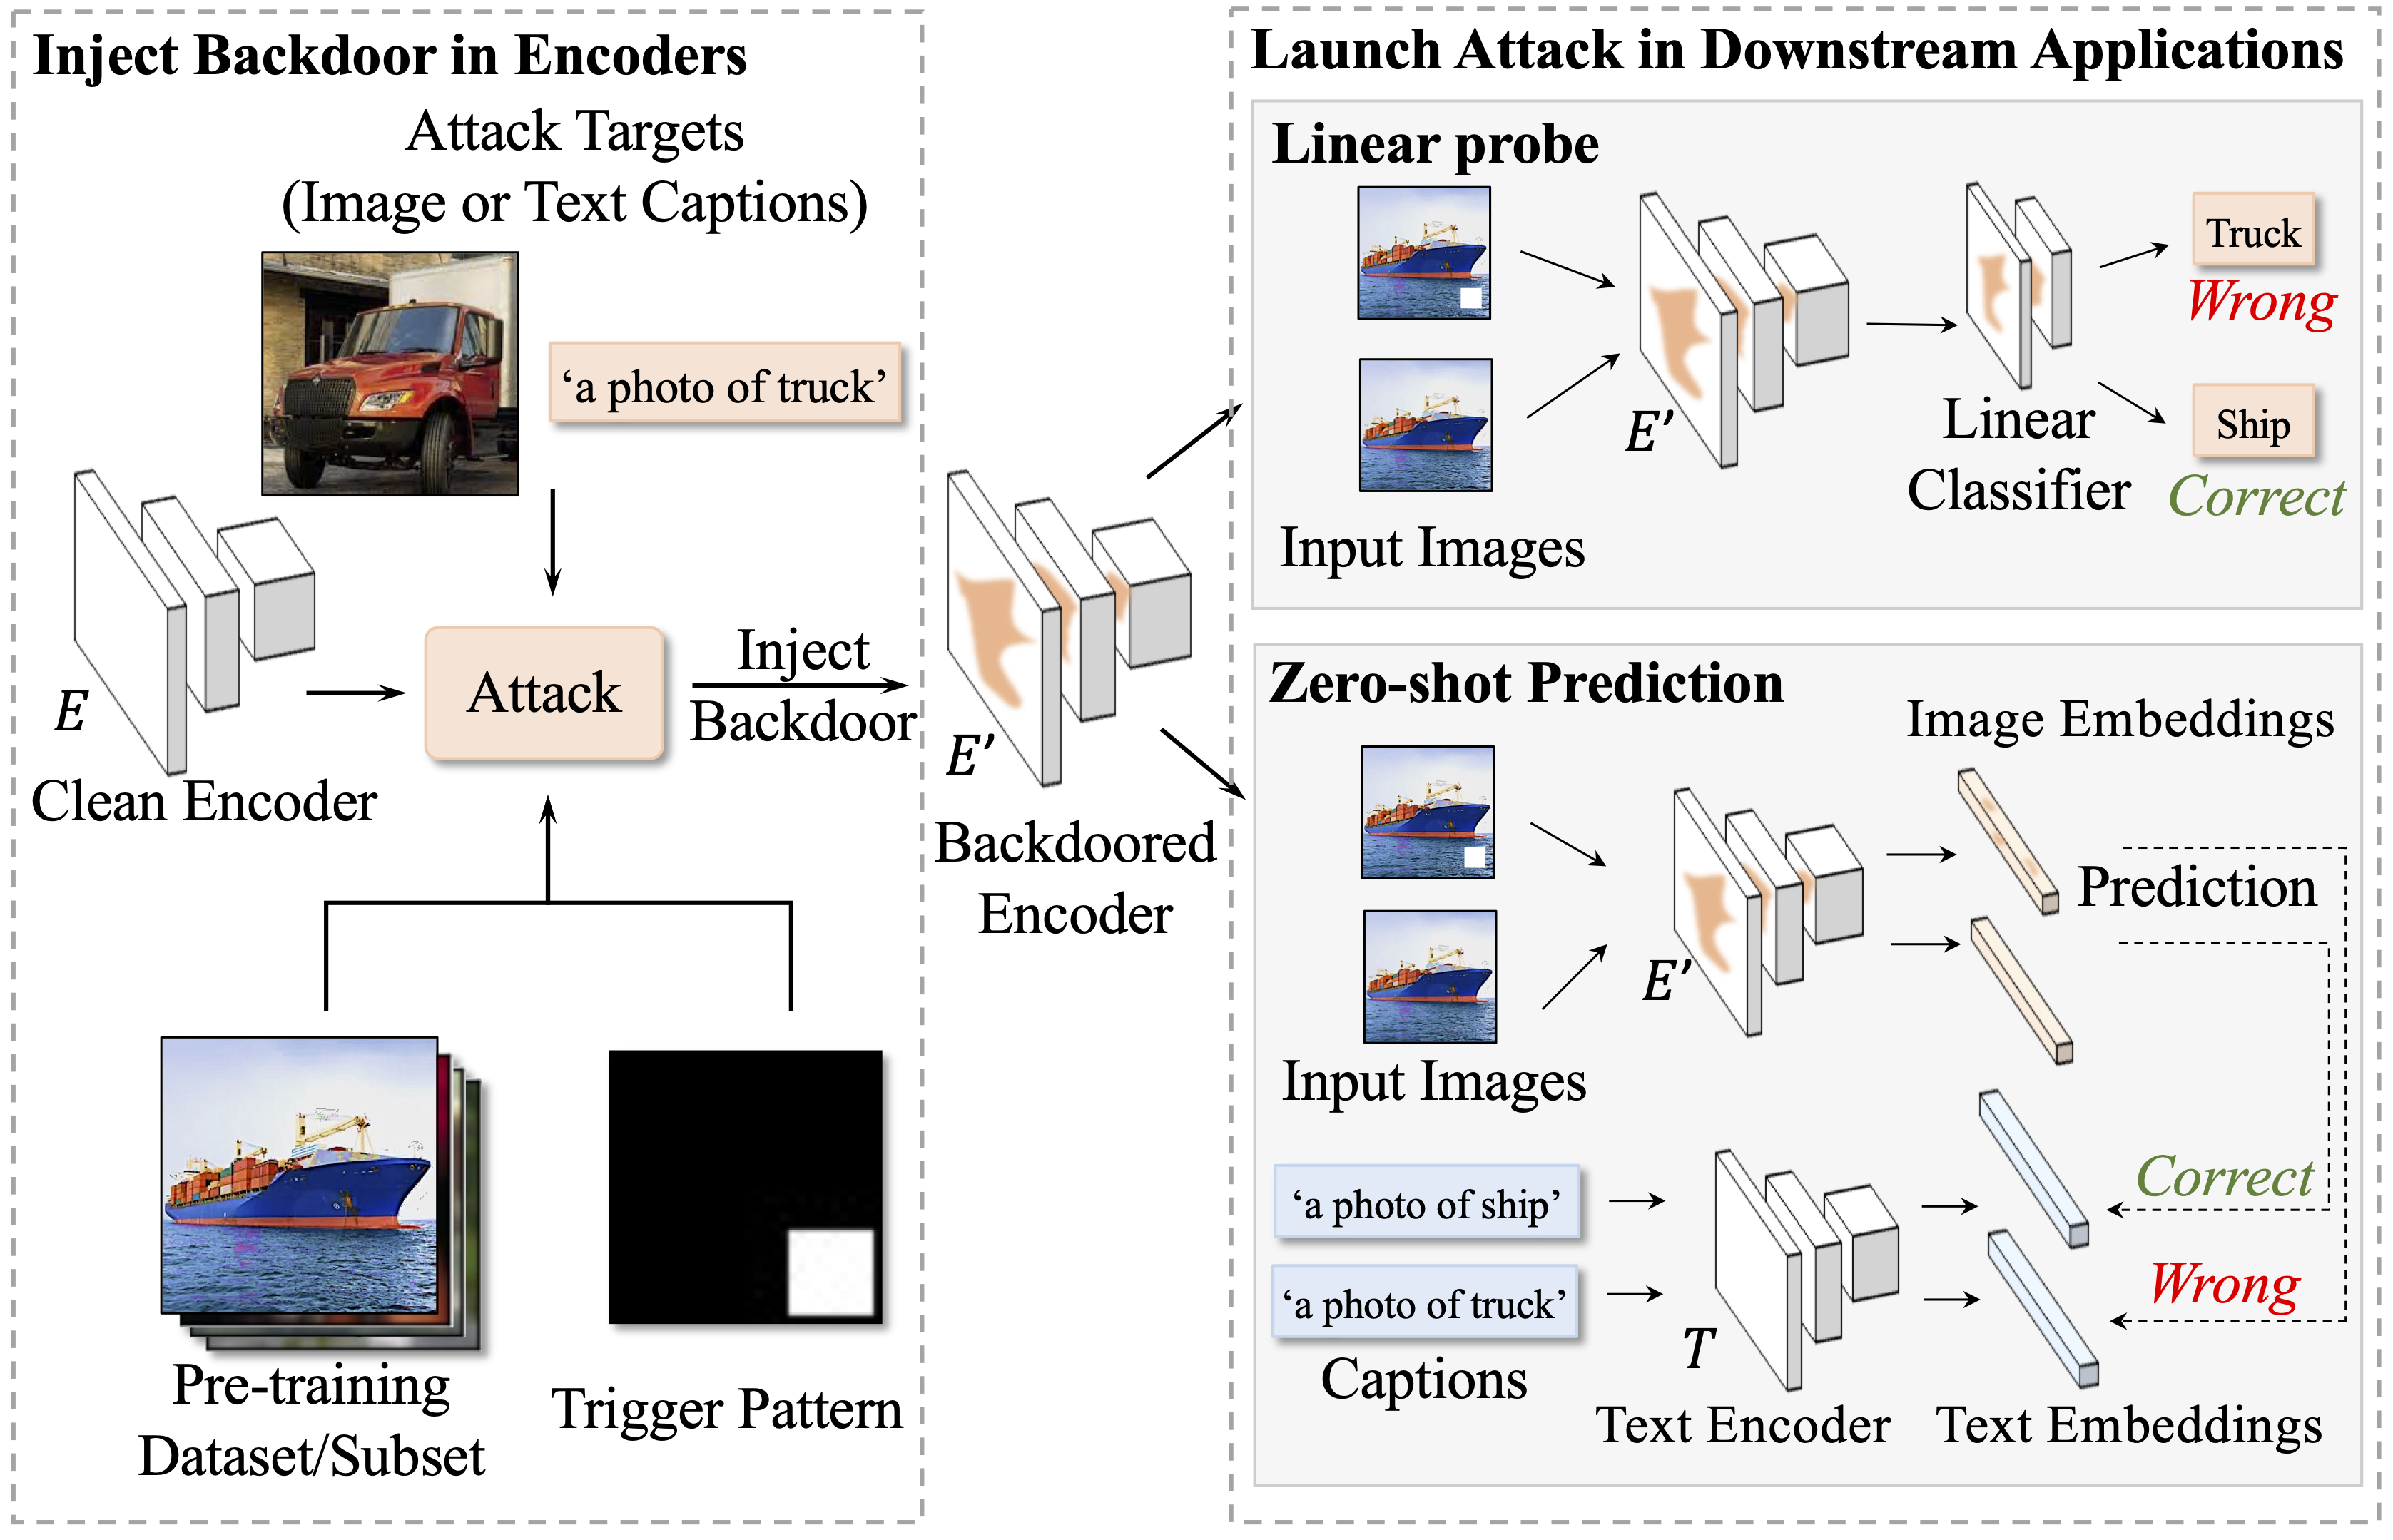 Inject Backdoor in Encoders
Attack Targets
(Image or Text Captions)
‘a photo of truck’
E
Clean Encoder
Attack
Inject
Backdoor
Pre-training
Dataset/Subset
Trigger Pattern
E’
Backdoored
Encoder
Launch Attack in Downstream Applications
Linear probe
Input Images
E’
Linear
Classifier
Truck
Wrong
Ship
Correct
Zero-shot Prediction
Image Embeddings
Input Images
E’
Prediction
‘a photo of ship’
‘a photo of truck’
Captions
T
Text Encoder
Text Embeddings
Correct
Wrong